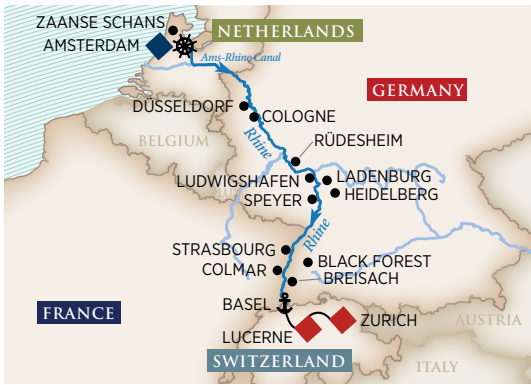 ZAANSE SCHANS
NETHERLANDS
AMSTERDAM
Ams-Rhine-Canal
GERMANY
DÜSSELDORF
COLOGNE
BELGIUM
Rhine
RÜDESHEIM
LUDWIGSHAFEN
LADENBURG
HEIDELBERG
SPEYER
Rhine
STRASBOURG
BLACK FOREST
COLMAR
BREISACH
BASEL
FRANCE
ZURICH
AUSTRIA
LUCERNE
SWITZERLAND
ITALY